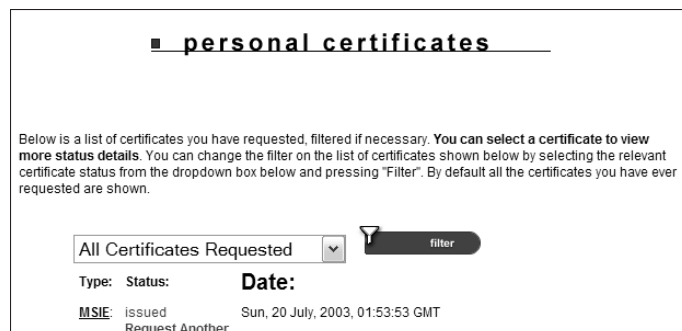 personal certificates
Below is a list of certificates you have requested, filtered if necessary. You can select a certificate to view
more status details. You can change the filter on the list of certificates shown below by selecting the relevant
certificate status from the dropdown box below and pressing "Filter". By default all the certificates you have ever
requested are shown.
All Certificates Requested
filter
Type: Status: Date:
MSIE: issued Sun, 20 July, 2003, 01:53:53 GMT
Request Another